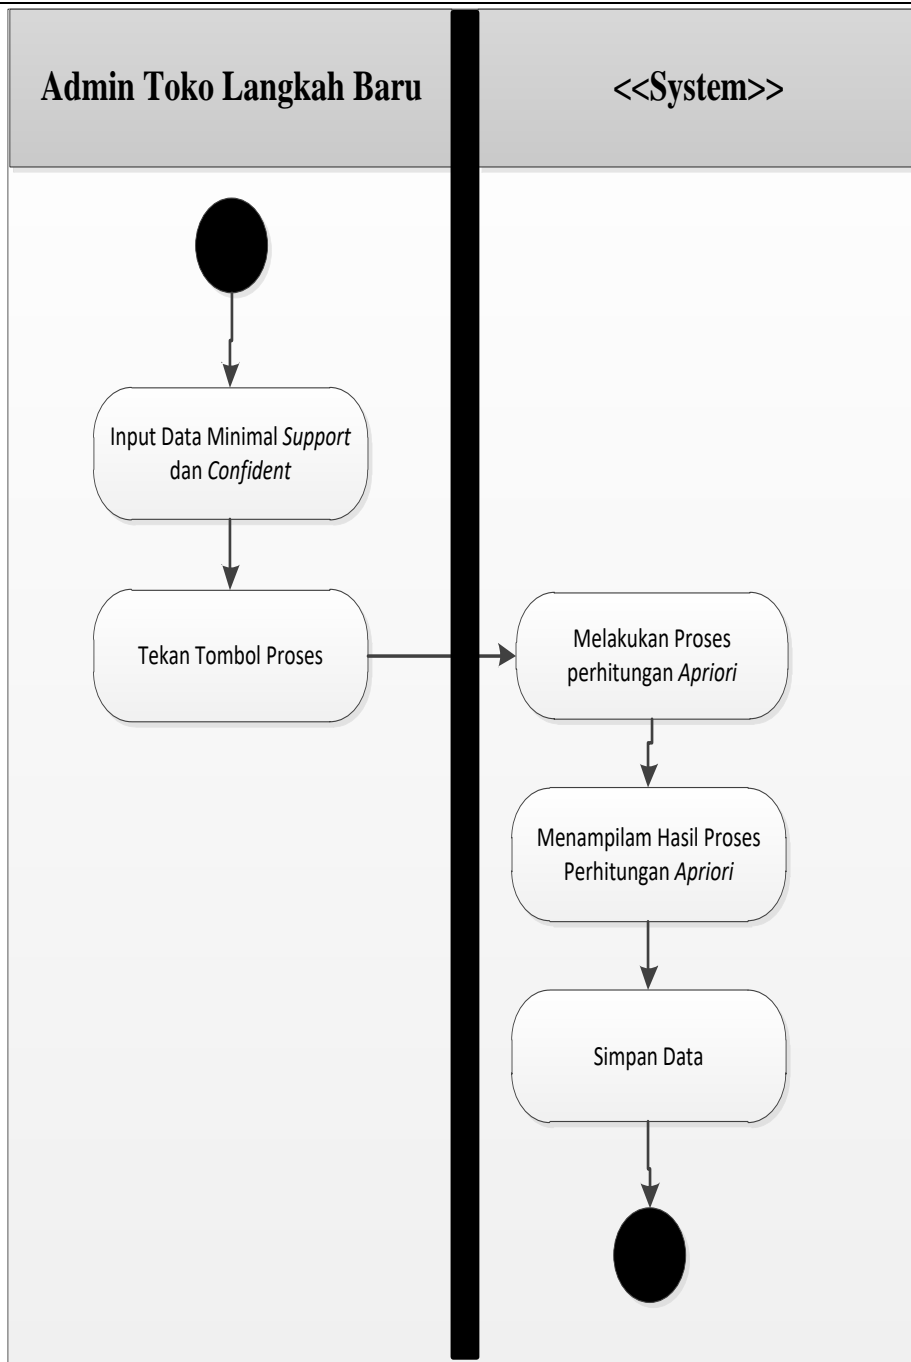 Admin Toko Langkah Baru
<<System>>
Input Data Minimal Support
dan Confident
Tekan Tombol Proses
Melakukan Proses
perhitungan Apriori
Menampilam Hasil Proses
Perhitungan Apriori
Simpan Data